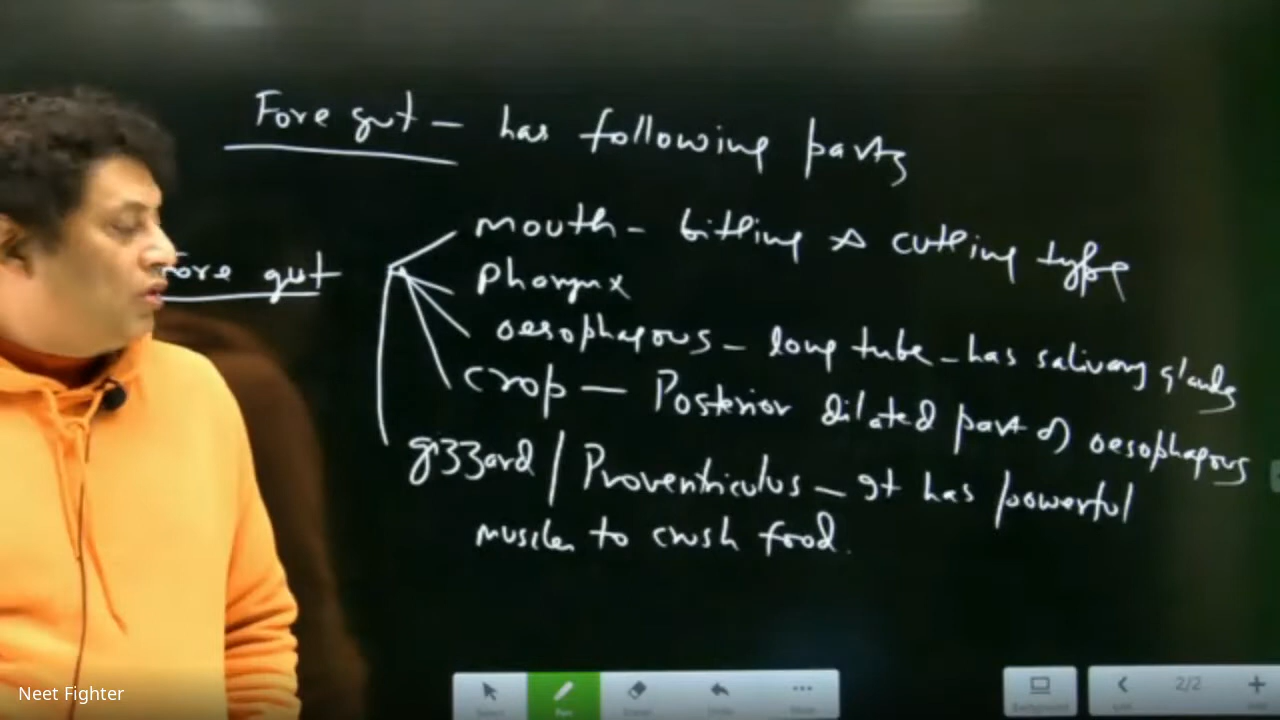 Fore gut - has following parts
mouth - bitting & cutting type
Fore gut
Pharynx
oesophagous - long tube - has salivary glands
crop - Posterior dilated part of oesophagous
gizzard / Proventriculus - It has powerful
muscles to crush food.
Neet Fighter
2/2